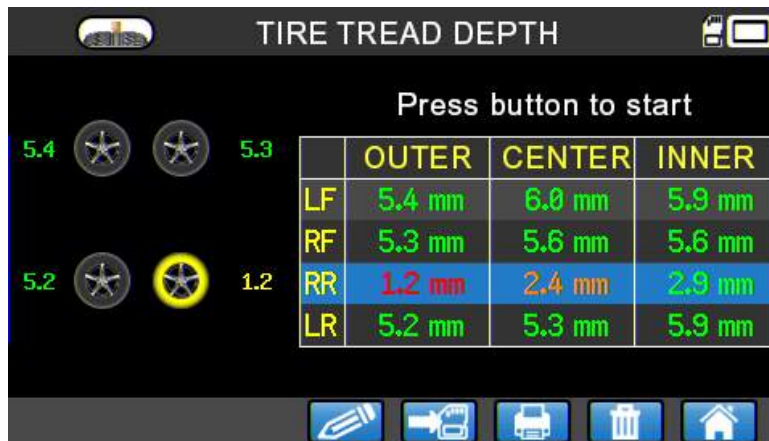 TIRE TREAD DEPTH
Press button to start
5.4 5.3
OUTER CENTER INNER
LF 5.4 mm 6.0 mm 5.9 mm
RF 5.3 mm 5.6 mm 5.6 mm
5.2 1.2
RR 1.2 mm 2.4 mm 2.9 mm
LR 5.2 mm 5.3 mm 5.9 mm